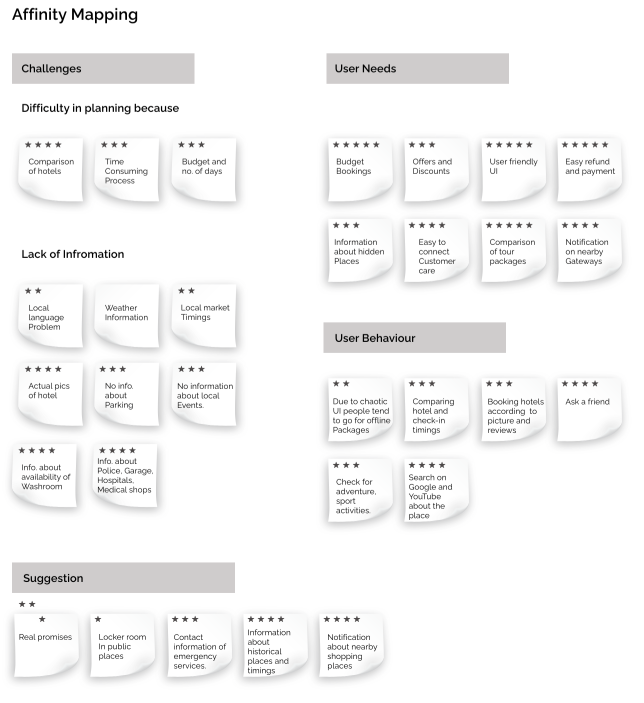 Affinity Mapping
Challenges
Difficulty in planning because
Comparison
of hotels
Time
Consuming
Process
Budget and
no. of days
Lack of Infromation
Local
language
Problem
Weather
Information
Local market
Timings
Actual pics
of hotel
No info.
about
Parking
No information
about local
Events.
Info. about
availability of
Washroom
Info. about
Police, Garage,
Hospitals,
Medical shops
User Needs
Budget
Bookings
Offers and
Discounts
User friendly
UI
Easy refund
and payment
Information
about hidden
Places
Easy to
connect
Customer
care
Comparison
of tour
packages
Notification
on nearby
Gateways
User Behaviour
Due to chaotic
UI people tend
to go for offline
Packages
Comparing
hotel and
check-in
timings
Booking hotels
according to
picture and
reviews
Ask a friend
Check for
adventure,
sport
activities.
Search on
Google and
YouTube
about the
place
Suggestion
Real promises
Locker room
In public
places
Contact
information of
emergency
services.
Information
about
historical
places and
timings
Notification
about nearby
shopping
places